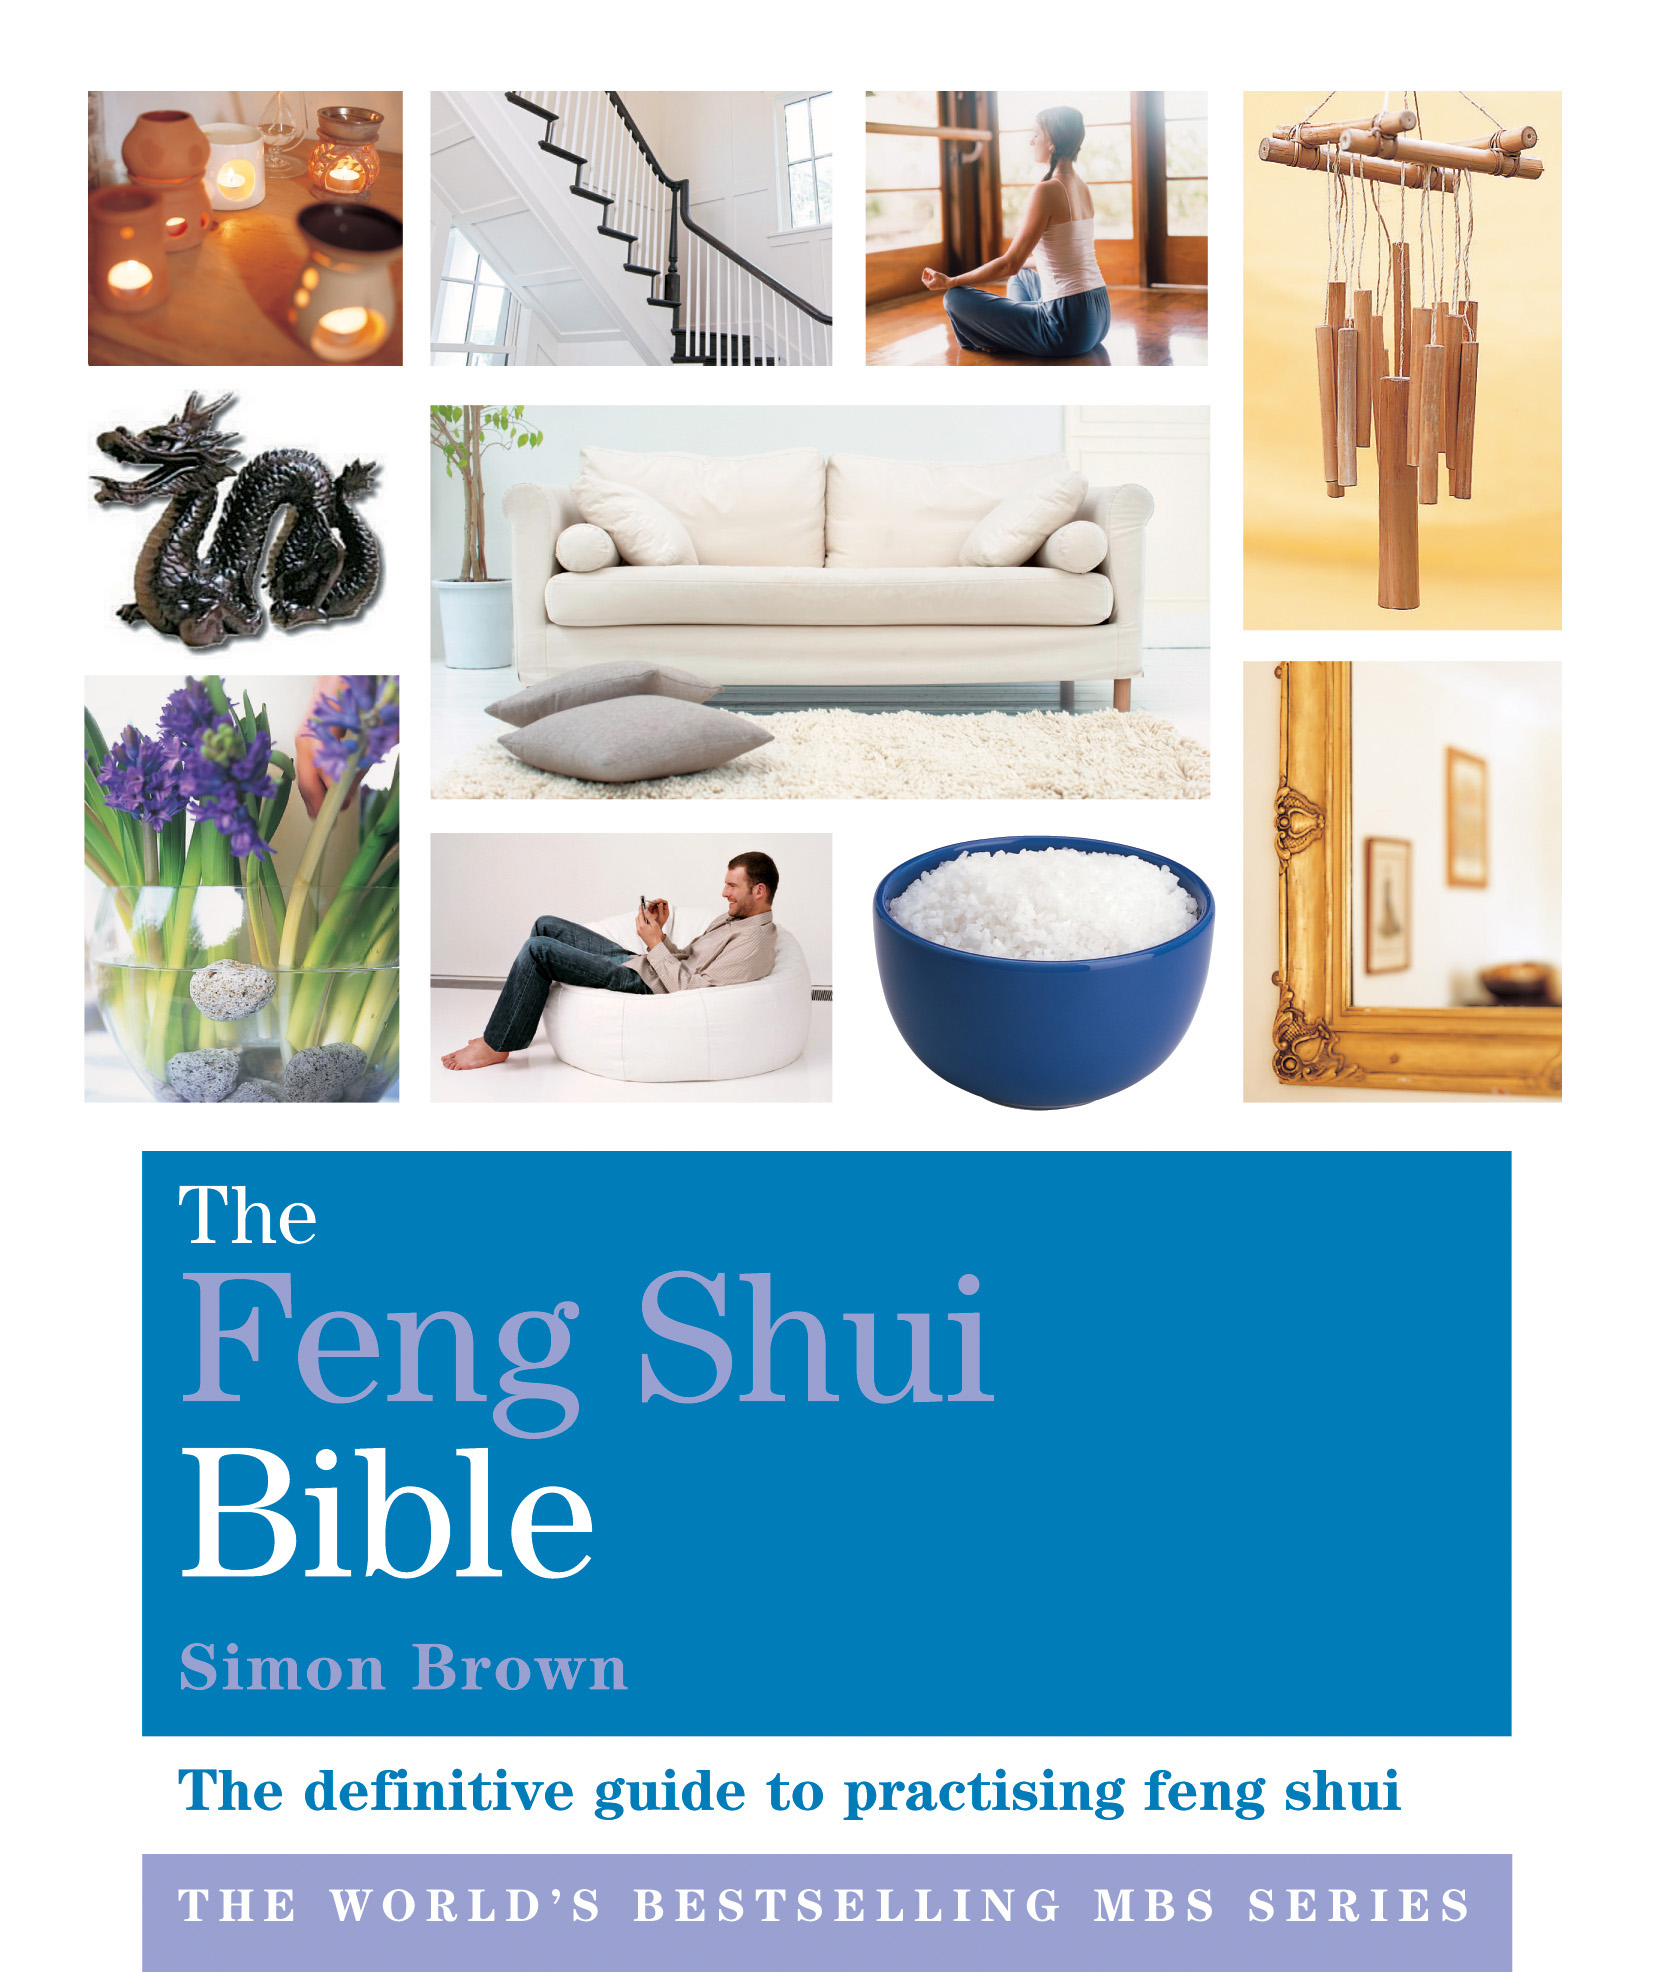 The
Feng Shui
Bible
Simon Brown
The definitive guide to practising feng shui
THE WORLD'S BESTSELLING MBS SERIES